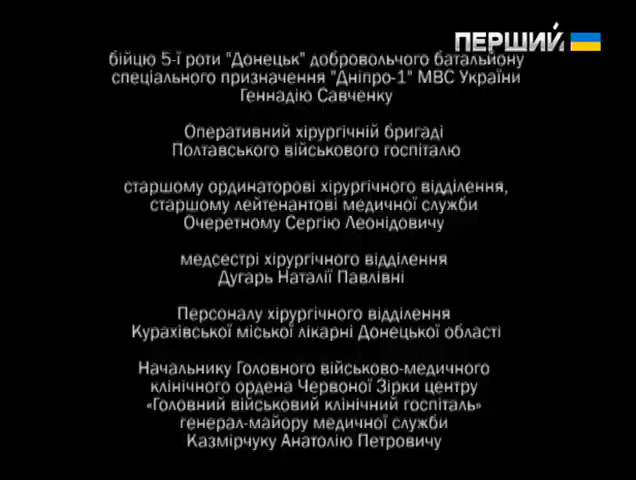 ПЕРШИЙ
бійцю 5-ї роти "Донецьк" добровольчого батальйону
спеціального призначення "Дніпро-1" МВС України
Геннадію Савченку
Оперативний хірургічній бригаді
Полтавського військового госпіталю
старшому ординаторові хірургічного відділення,
старшому лейтенантові медичної служби
Очеретному Сергію Леонідовичу
медсестрі хірургічного відділення
Дугарь Наталії Павлівні
Персоналу хірургічного відділення
Курахівської міської лікарні Донецької області
Начальнику Головного військово-медичного
клінічного ордена Червоної Зірки центру
«Головний військовий клінічний госпіталь»
генерал-майору медичної служби
Казмірчуку Анатолію Петровичу